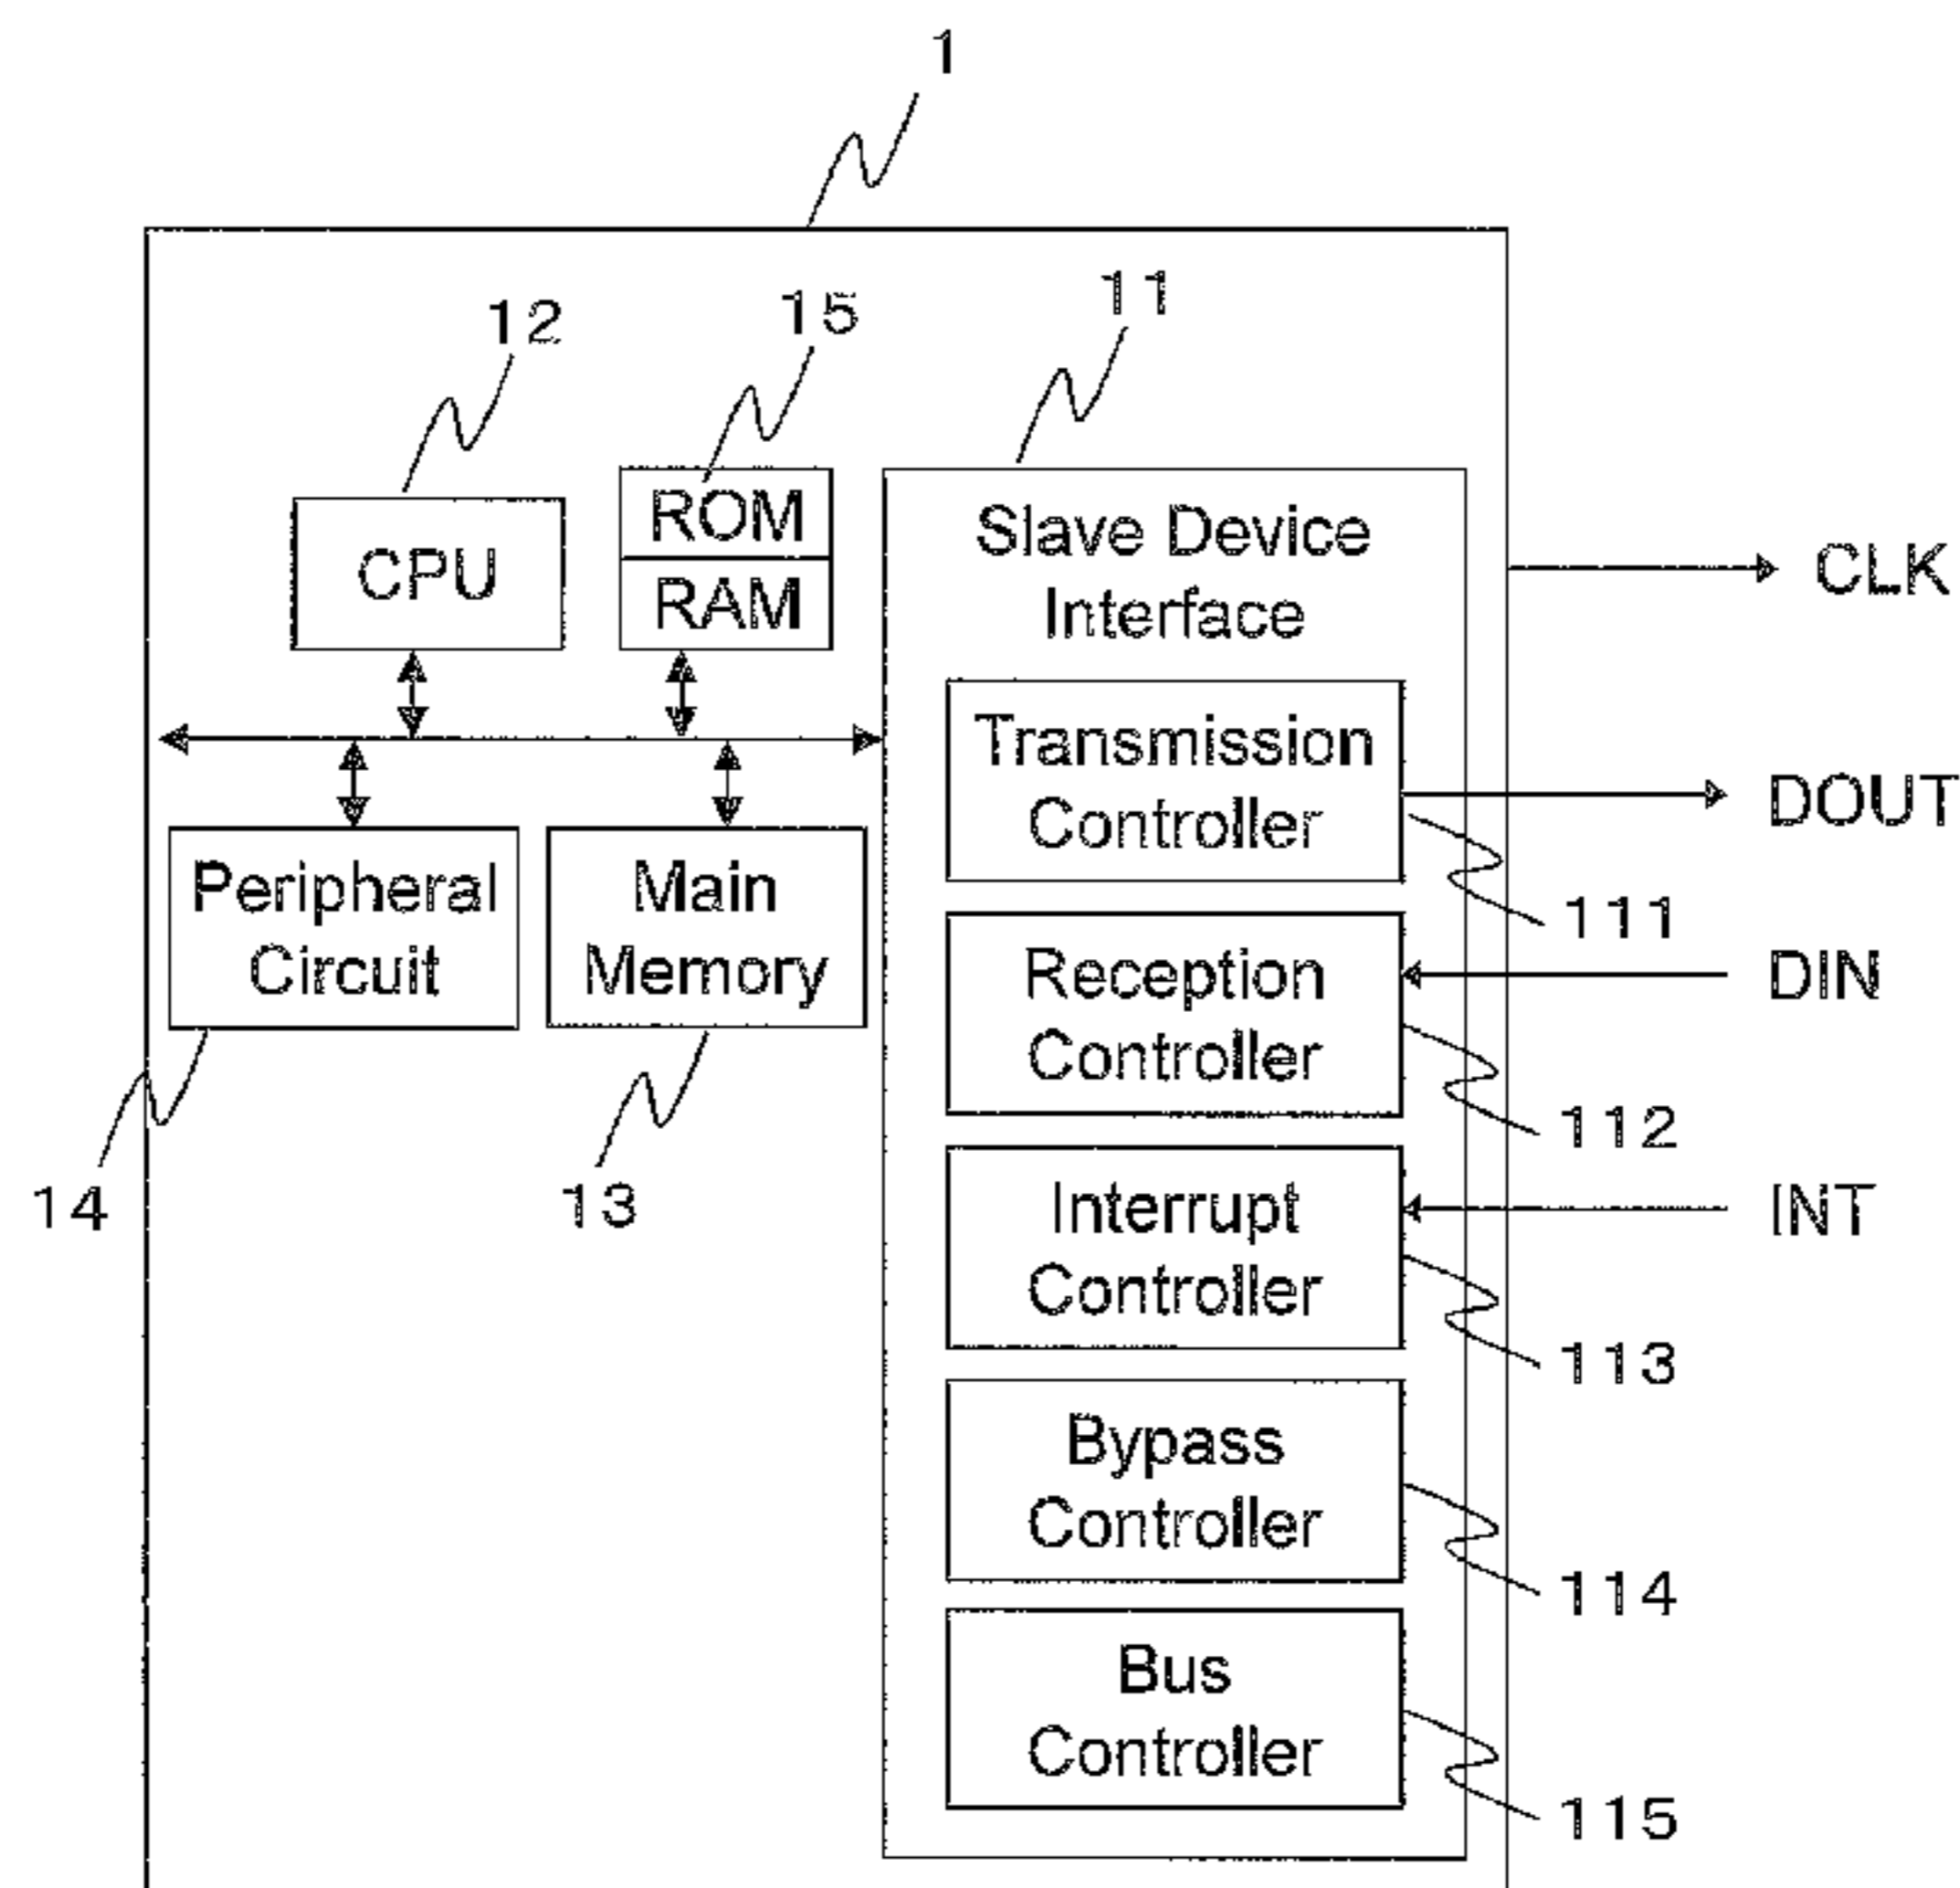 1
12
15
11
CPU
ROM
RAM
Slave Device
Interface
CLK
Transmission
Controller
DOUT
111
Peripheral
Circuit
Main
Memory
Reception
Controller
DIN
112
14
13
Interrupt
Controller
INT
113
Bypass
Controller
114
Bus
Controller
115